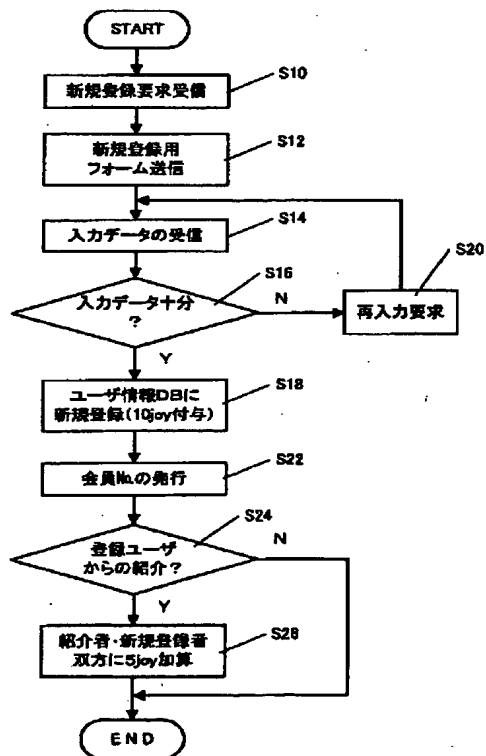 START
S10
新規登録要求受信
S12
新規登録用
フォーム送信
S14
入力データの受信
S16
入力データ十分
?
N
S20
再入力要求
Y
S18
ユーザ情報DBに
新規登録(10joy付与)
S22
会員No.の発行
S24
登録ユーザ
からの紹介?
N
Y
S28
紹介者・新規登録者
双方に5joy加算
END